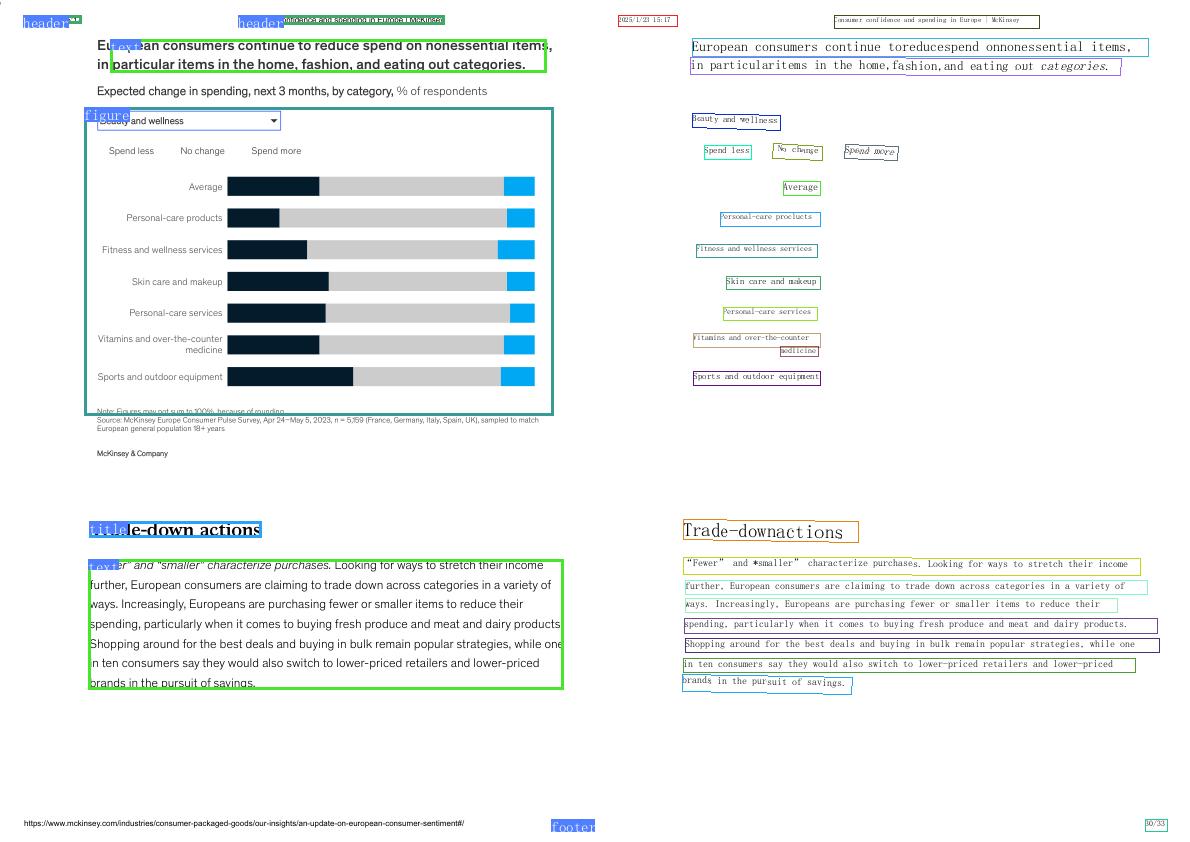 header
header
2025/1/23 15:17
Consumer confidence and spending in Europe | McKinsey
text
European consumers continue to reduce spend on nonessential items,
in particular items in the home, fashion, and eating out categories.
Expected change in spending, next 3 months, by category, % of respondents
figure
Beauty and wellness
Spend less No change Spend more
Average
Personal-care products
Fitness and wellness services
Skin care and makeup
Personal-care services
Vitamins and over-the-counter
medicine
Sports and outdoor equipment
Note: Figures may not sum to 100%, because of rounding.
Source: McKinsey Europe Consumer Pulse Survey, Apr 24–May 5, 2023, n = 5,159 (France, Germany, Italy, Spain, UK), sampled to match
European general population 18+ years
McKinsey & Company
title
le-down actions
text
er” and “smaller” characterize purchases. Looking for ways to stretch their income
further, European consumers are claiming to trade down across categories in a variety of
ways. Increasingly, Europeans are purchasing fewer or smaller items to reduce their
spending, particularly when it comes to buying fresh produce and meat and dairy products.
Shopping around for the best deals and buying in bulk remain popular strategies, while one
in ten consumers say they would also switch to lower-priced retailers and lower-priced
brands in the pursuit of savings.
https://www.mckinsey.com/industries/consumer-packaged-goods/our-insights/an-update-on-european-consumer-sentiment#/
footer
European consumers continue toreducespend onnonessential items,
in particularitems in the home,fashion,and eating out categories.
Beauty and wellness
Spend less No change Spend more
Average
Personal-care proclucts
Fitness and wellness services
Skin care and makeup
Personal-care services
Vitamins and over-the-counter
medlicine
Sports and outdoor equipment
Trade-downactions
“Fewer” and *smaller” characterize purchases. Looking for ways to stretch their income
further, European consumers are claiming to trade down across categories in a variety of
ways. Increasingly, Europeans are purchasing fewer or smaller items to reduce their
spending, particularly when it comes to buying fresh produce and meat and dairy products.
Shopping around for the best deals and buying in bulk remain popular strategies, while one
in ten consumers say they would also switch to lower-priced retailers and lower-priced
brands in the pursuit of savings.
30/33